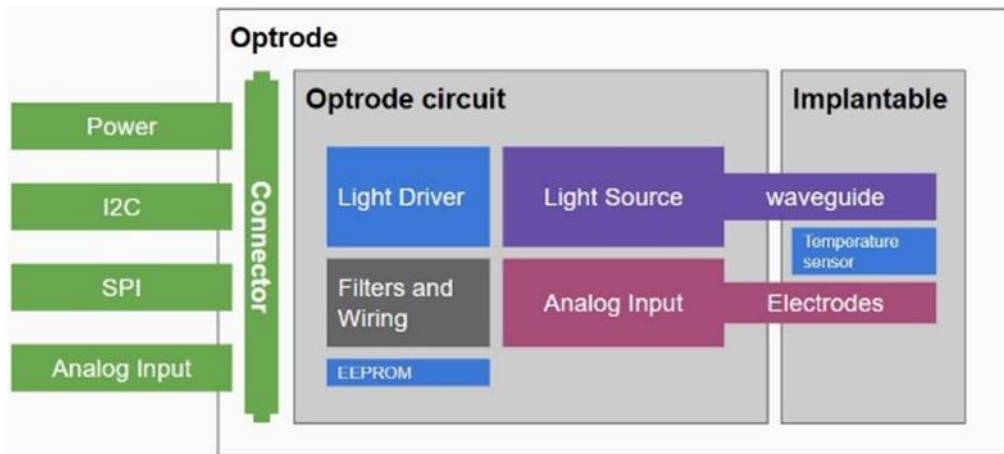 Optrode
Power
I2C
SPI
Analog Input
Connector
Optrode circuit
Light Driver
Light Source
Filters and
Wiring
Analog Input
EEPROM
Implantable
waveguide
Temperature
sensor
Electrodes